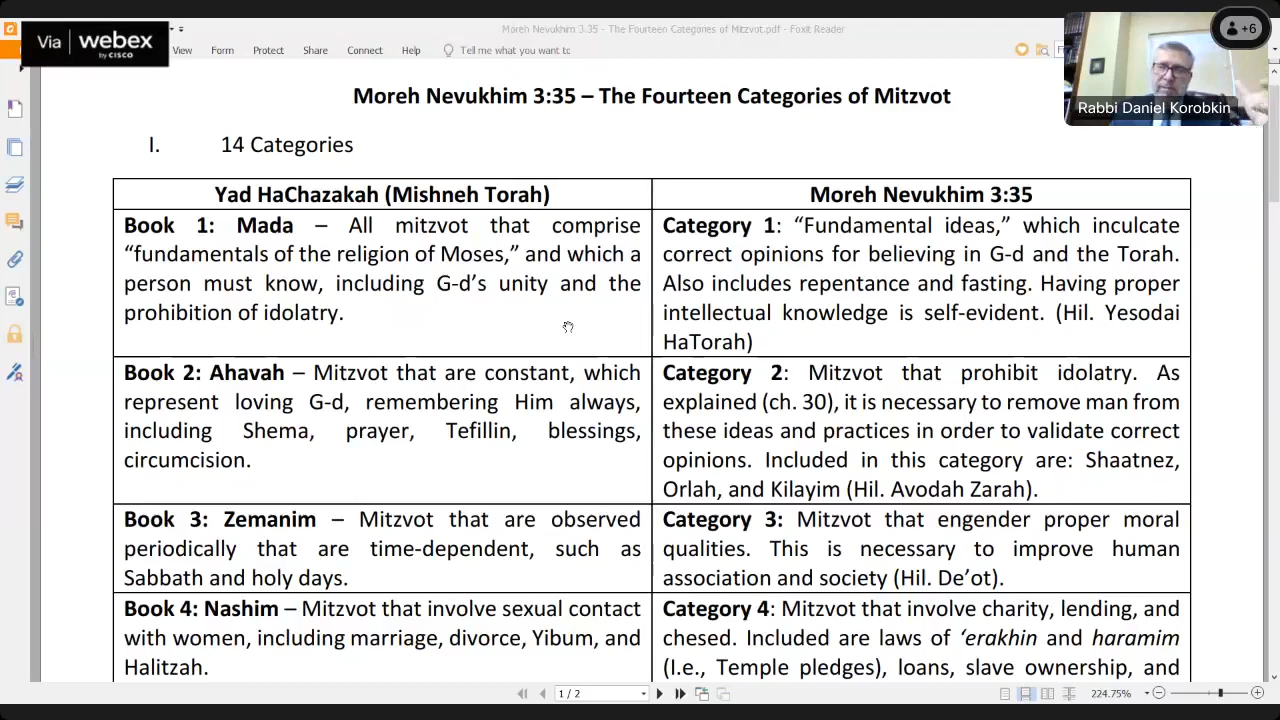 Moreh Nevukhim 3:35 - The Fourteen Categories of Mitzvot.pdf - Foxit Reader
Via webex
by CISCO
View Form Protect Share Connect Help Tell me what you want to
+6
Rabbi Daniel Korobkin
Moreh Nevukhim 3:35 – The Fourteen Categories of Mitzvot
I. 14 Categories
Yad HaChazakah (Mishneh Torah)
Book 1: Mada – All mitzvot that comprise
“fundamentals of the religion of Moses,” and which a
person must know, including G-d’s unity and the
prohibition of idolatry.
Book 2: Ahavah – Mitzvot that are constant, which
represent loving G-d, remembering Him always,
including Shema, prayer, Tefillin, blessings,
circumcision.
Book 3: Zemanim – Mitzvot that are observed
periodically that are time-dependent, such as
Sabbath and holy days.
Book 4: Nashim – Mitzvot that involve sexual contact
with women, including marriage, divorce, Yibum, and
Halitzah.
Moreh Nevukhim 3:35
Category 1: “Fundamental ideas,” which inculcate
correct opinions for believing in G-d and the Torah.
Also includes repentance and fasting. Having proper
intellectual knowledge is self-evident. (Hil. Yesodai
HaTorah)
Category 2: Mitzvot that prohibit idolatry. As
explained (ch. 30), it is necessary to remove man from
these ideas and practices in order to validate correct
opinions. Included in this category are: Shaatnez,
Orlah, and Kilayim (Hil. Avodah Zarah).
Category 3: Mitzvot that engender proper moral
qualities. This is necessary to improve human
association and society (Hil. De’ot).
Category 4: Mitzvot that involve charity, lending, and
chesed. Included are laws of ‘erakhin and haramim
(I.e., Temple pledges), loans, slave ownership, and
1 / 2
224.75%